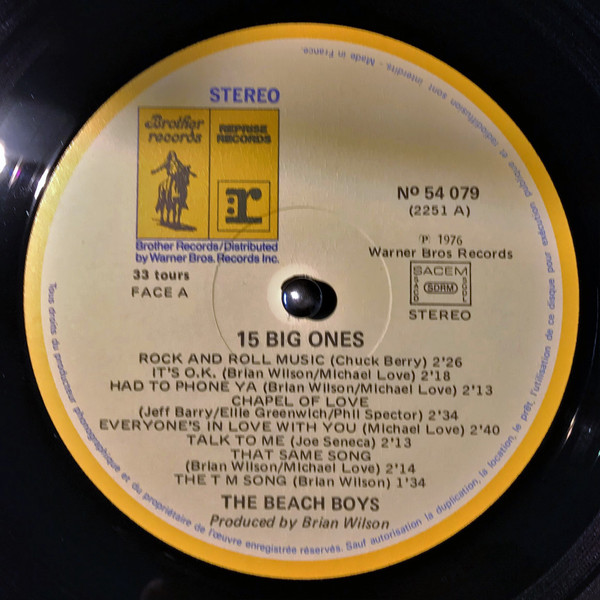 STEREO
Brother
records
REPRISE
RECORDS
r
Brother Records/Distributed
by Warner Bros. Records Inc.
33 tours
FACE A
Nº 54 079
(2251 A)
℗ 1976
Warner Bros Records
SACEM
SACD
SDRM
SGDL
STEREO
15 BIG ONES
ROCK AND ROLL MUSIC (Chuck Berry) 2'26
IT'S O.K. (Brian Wilson/Michael Love) 2'18
HAD TO PHONE YA (Brian Wilson/Michael Love) 2'13
CHAPEL OF LOVE
(Jeff Barry/Ellie Greenwich/Phil Spector) 2'34
EVERYONE'S IN LOVE WITH YOU (Michael Love) 2'40
TALK TO ME (Joe Seneca) 2'13
THAT SAME SONG
(Brian Wilson/Michael Love) 2'14
THE T M SONG (Brian Wilson) 1'34
THE BEACH BOYS
Produced by Brian Wilson
Tous droits du producteur phonographique et du propriétaire de l'œuvre enregistrée réservés. Sauf autorisation la duplication, la location, le prêt, l'utilisation de ce disque pour exécution publique et radiodiffusion sont interdits - Made in France.